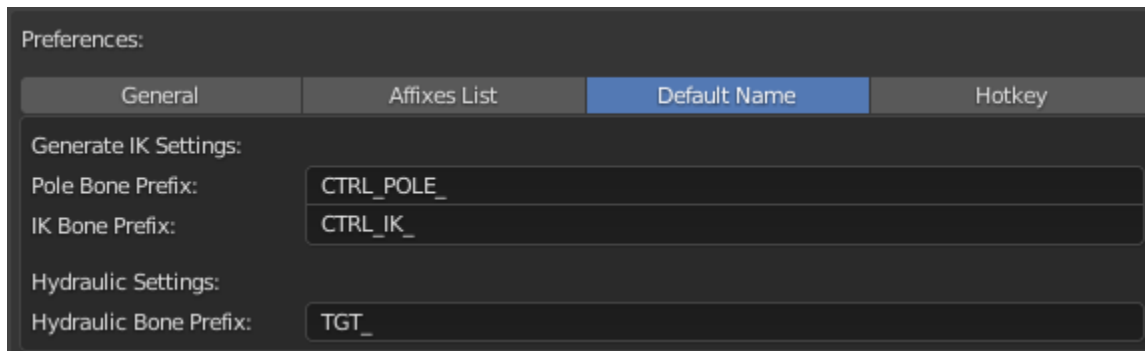 Preferences:
General Affixes List Default Name Hotkey
Generate IK Settings:
Pole Bone Prefix: CTRL_POLE_
IK Bone Prefix: CTRL_IK_
Hydraulic Settings:
Hydraulic Bone Prefix: TGT_